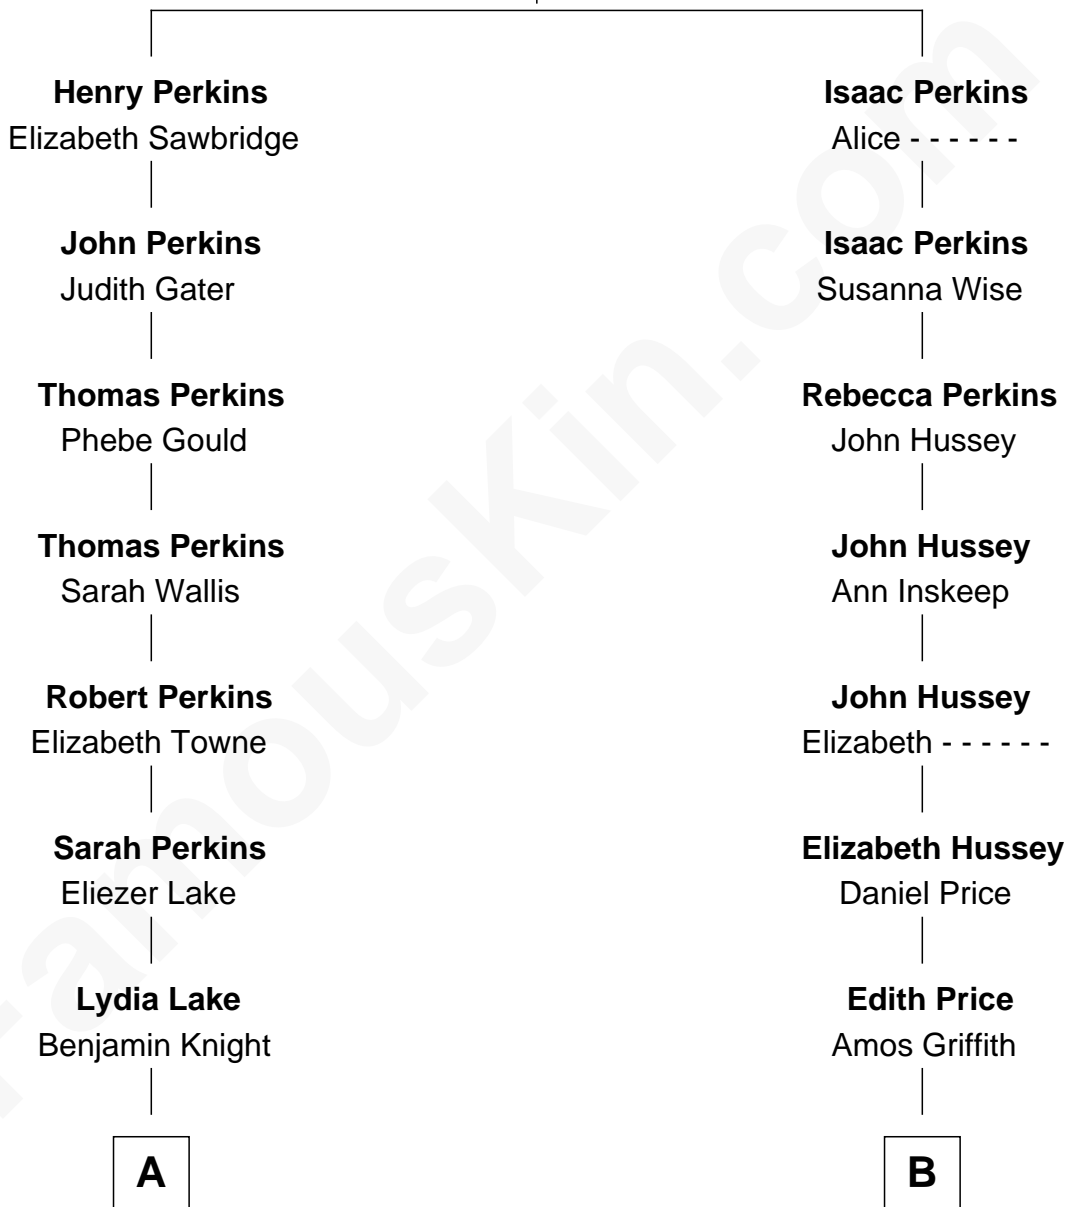 Henry Perkins
Elizabeth Sawbridge
John Perkins
Judith Gater
Thomas Perkins
Phebe Gould
Thomas Perkins
Sarah Wallis
Robert Perkins
Elizabeth Towne
Sarah Perkins
Eliezer Lake
Lydia Lake
Benjamin Knight
A
Isaac Perkins
Alice - - - - - -
Isaac Perkins
Susanna Wise
Rebecca Perkins
John Hussey
John Hussey
Ann Inskeep
John Hussey
Elizabeth - - - - - -
Elizabeth Hussey
Daniel Price
Edith Price
Amos Griffith
B
FamousKin.com